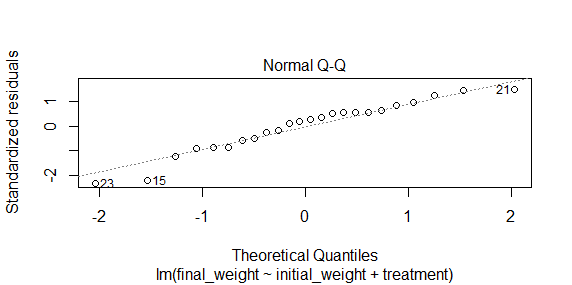 Normal Q-Q
Standardized residuals
1
0
-2
21
23
15
-2
-1
0
1
2
Theoretical Quantiles
lm(final_weight ~ initial_weight + treatment)